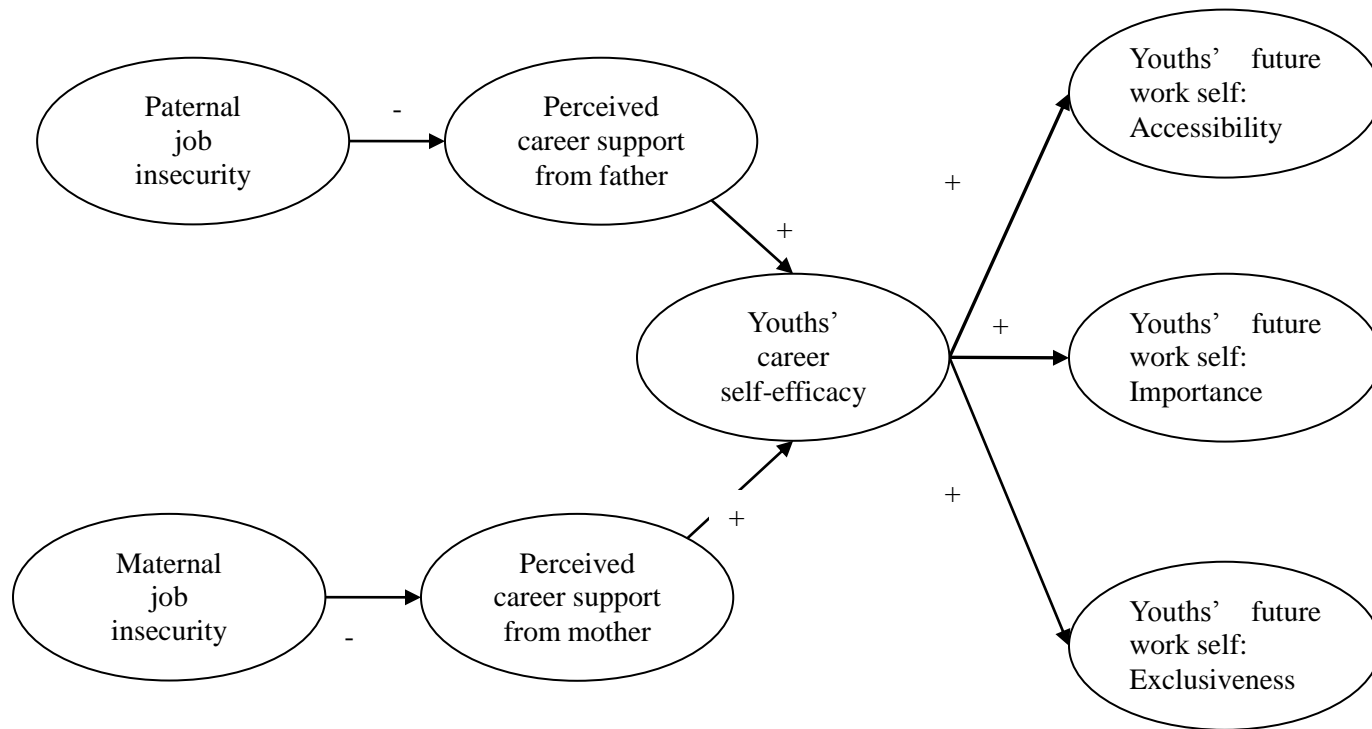 Paternal
job
insecurity
-
Perceived
career support
from father
+
Youths’
career
self-efficacy
Maternal
job
insecurity
-
Perceived
career support
from mother
+
+
Youths’ future
work self:
Accessibility
+
Youths’ future
work self:
Importance
+
Youths’ future
work self:
Exclusiveness